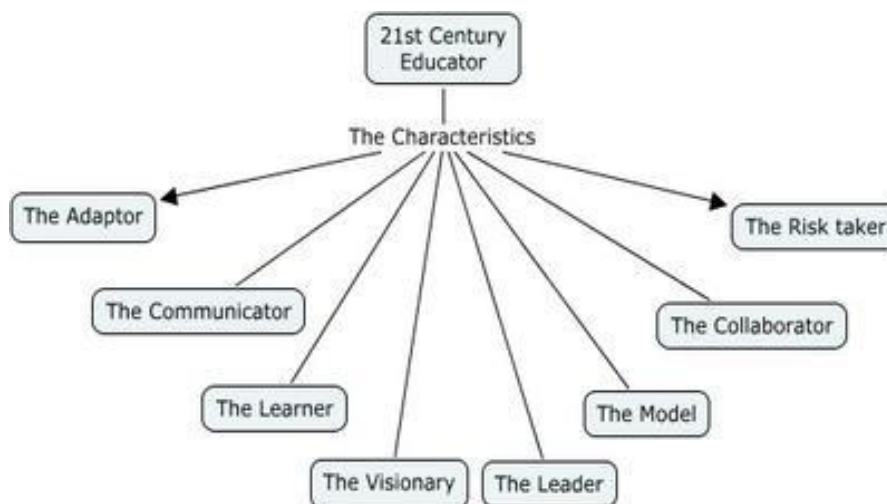 21st Century
Educator
The Characteristics
The Adaptor
The Risk taker
The Communicator
The Collaborator
The Learner
The Model
The Visionary
The Leader